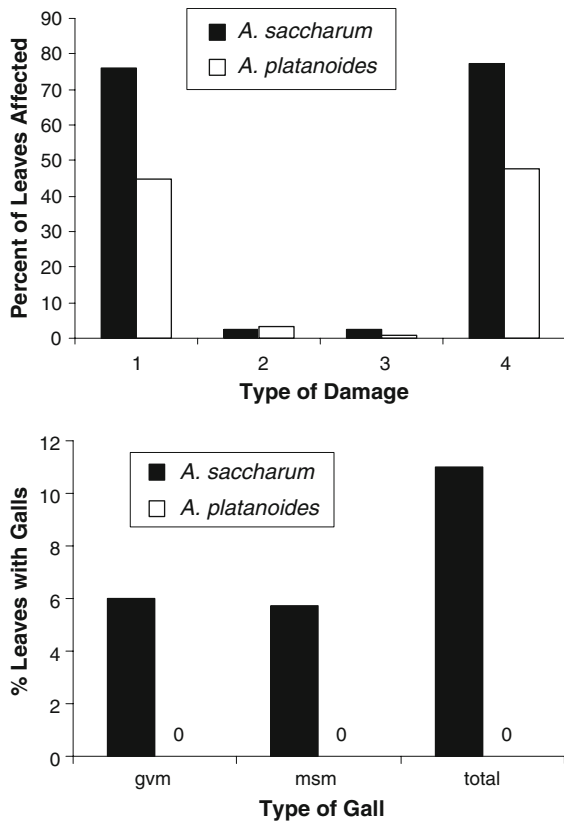 90
80
70
60
50
40
30
20
10
0
Percent of Leaves Affected
A. saccharum
A. platanoides
1 2 3 4
Type of Damage
12
10
8
6
4
2
0
% Leaves with Galls
A. saccharum
A. platanoides
0 0 0
gvm msm total
Type of Gall